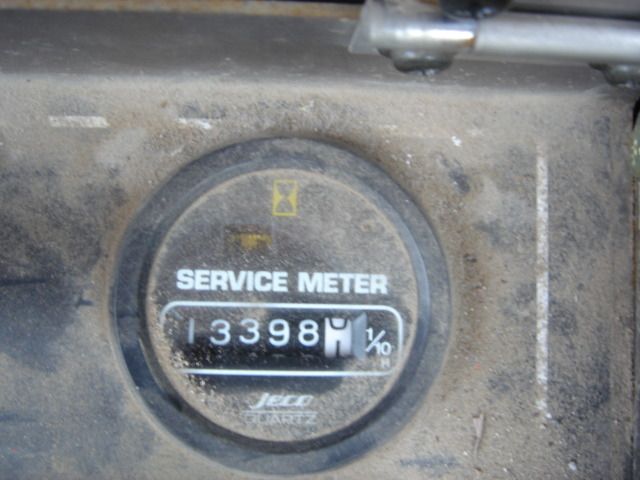 SERVICE METER
13398 1/10
H
Jeco
QUARTZ